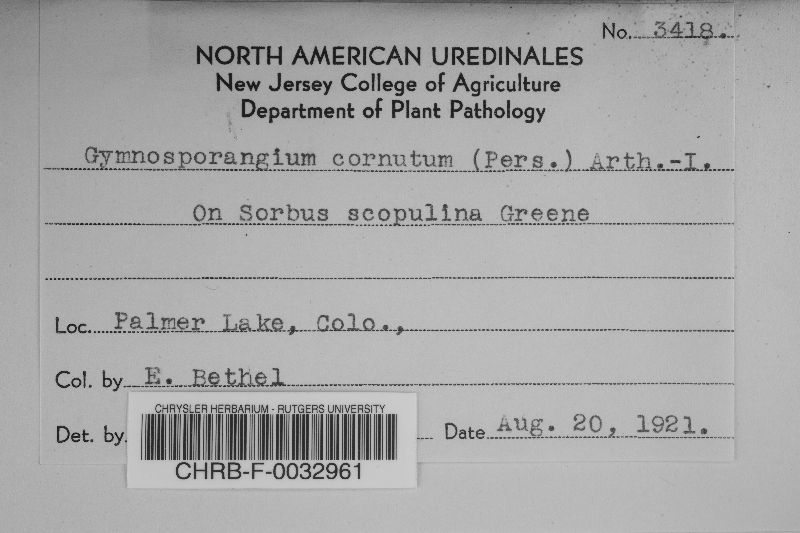 No. 3418.
NORTH AMERICAN UREDINALES
New Jersey College of Agriculture
Department of Plant Pathology
Gymnosporangium cornutum (Pers.) Arth.-I.
On Sorbus scopulina Greene
Loc. Palmer Lake, Colo.,
Col. by E. Bethel
Det. by Date Aug. 20, 1921.
CHRYSLER HERBARIUM - RUTGERS UNIVERSITY
CHRB-F-0032961